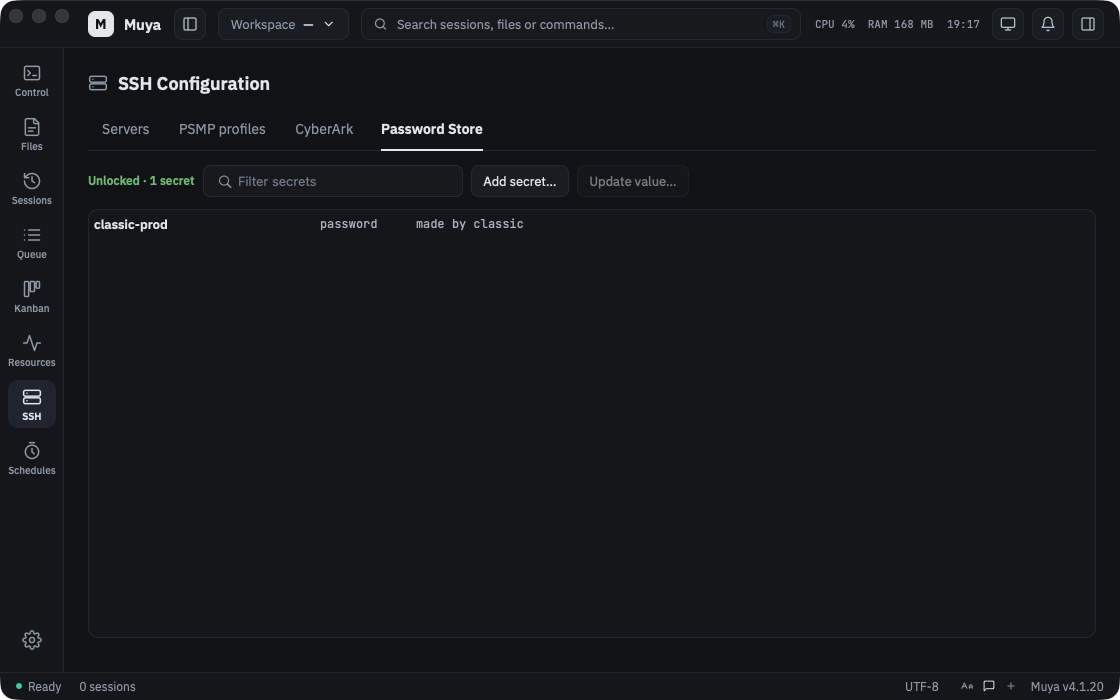 M Muya Workspace — Search sessions, files or commands... ⌘K CPU 4% RAM 168 MB 19:17
Control
Files
Sessions
Queue
Kanban
Resources
SSH
Schedules
SSH Configuration
Servers PSMP profiles CyberArk Password Store
Unlocked · 1 secret Filter secrets Add secret... Update value...
classic-prod password made by classic
Ready 0 sessions UTF-8 Aa + Muya v4.1.20